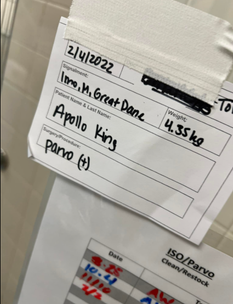 2/4/2022
Signalment:
1mo, M, Great Dane
Weight:
4.35kg
Patient Name & Last Name:
Apollo King
Surgery/Procedure:
parvo (+)
ISO/Parvo
Clean/Restock
Date